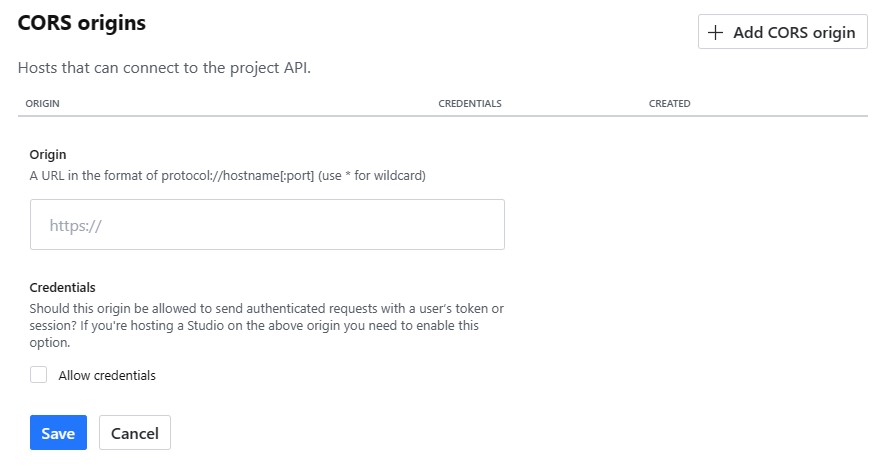 CORS origins
Add CORS origin
Hosts that can connect to the project API.
ORIGIN CREDENTIALS CREATED
Origin
A URL in the format of protocol://hostname[:port] (use * for wildcard)
https://
Credentials
Should this origin be allowed to send authenticated requests with a user's token or
session? If you're hosting a Studio on the above origin you need to enable this
option.
Allow credentials
Save Cancel